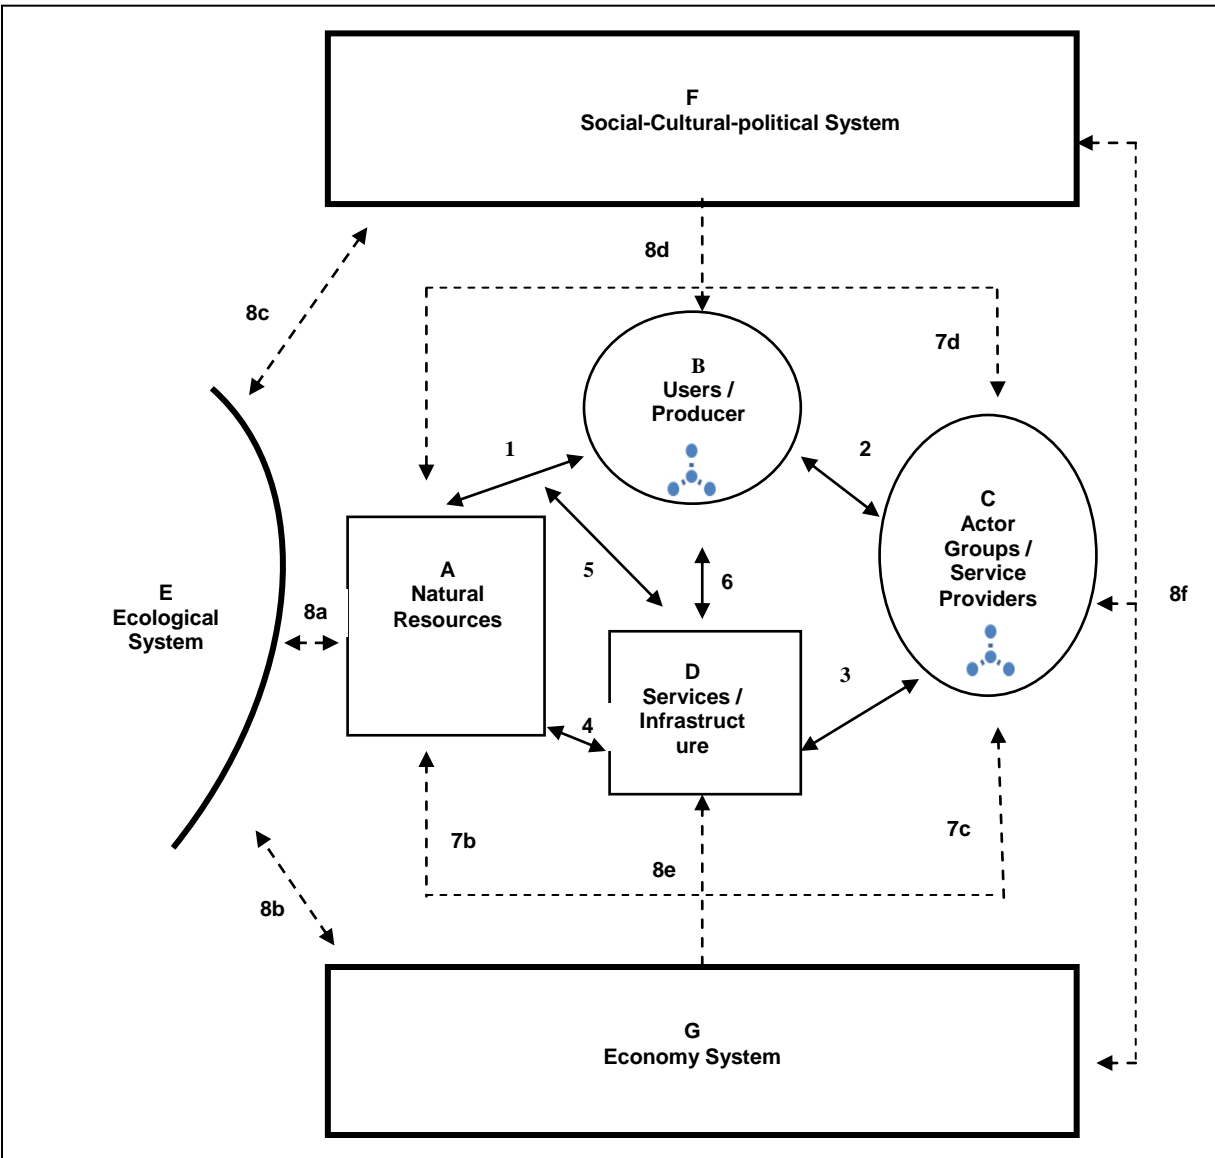 F
Social-Cultural-political System
8d
8c
7d
B
Users /
Producer
1
2
C
Actor
Groups /
Service
Providers
A
Natural
Resources
5
6
E
Ecological
System
8a
8f
D
Services /
Infrastruct
ure
3
4
7b
7c
8e
8b
G
Economy System